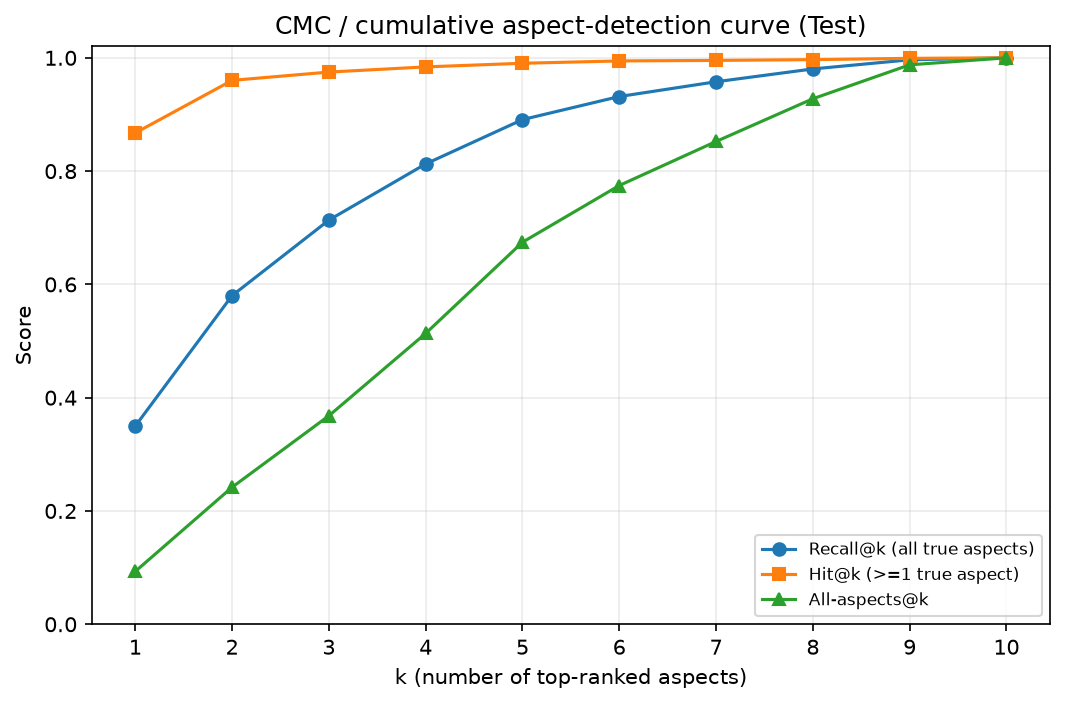 CMC / cumulative aspect-detection curve (Test)
1.0
0.8
0.6
0.4
0.2
0.0
Score
Recall@k (all true aspects)
Hit@k (>=1 true aspect)
All-aspects@k
1 2 3 4 5 6 7 8 9 10
k (number of top-ranked aspects)